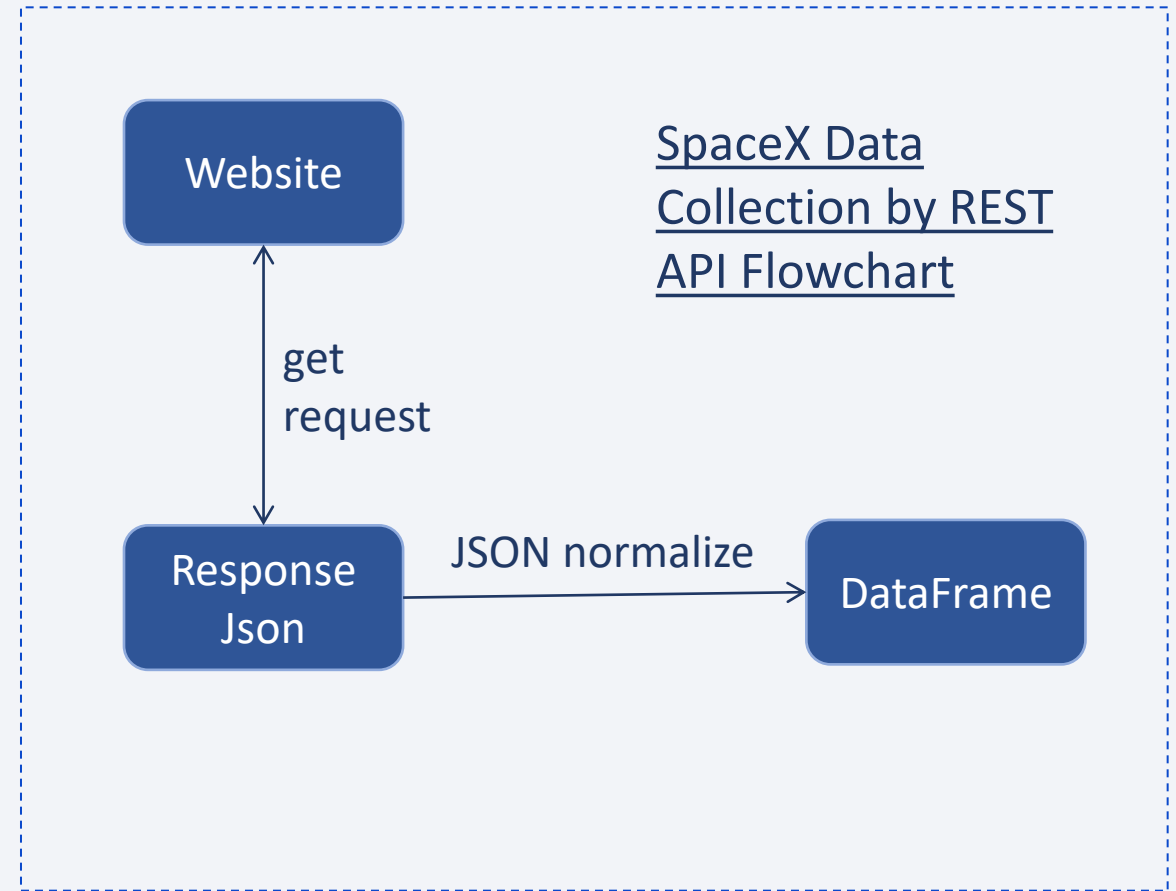 Website
SpaceX Data
Collection by REST
API Flowchart
get
request
Response
Json
JSON normalize
DataFrame